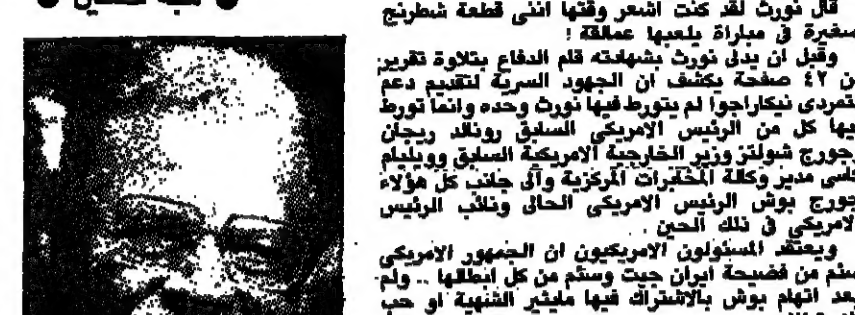 قال نورث لقد كنت اشعر وقتها اننى قطعة شطرنج
صغيرة فى مباراة يلعبها عمالقة !
وقبل ان يدلى نورث بشهادته قام الدفاع بتلاوة تقرير
من ٤٢ صفحة يكشف ان الجهود السرية لتقديم دعم
لمتمردى نيكاراجوا لم يتورط فيها نورث وحده وانما تورط
فيها كل من الرئيس الامريكى السابق رونالد ريجان
وجورج شولتز وزير الخارجية الامريكية السابق وويليام
كاسى مدير وكالة المخابرات المركزية والى جانب كل هؤلاء
جورج بوش الرئيس الامريكى الحالى ونائب الرئيس
الامريكى فى ذلك الحين .
ويعتقد المسئولون الامريكيون ان الجمهور الامريكى
سئم من فضيحة ايران جيت وسئم من كل ابطالها .. ولم
يعد اتهام بوش بالاشتراك فيها مايثير الشهية او حب